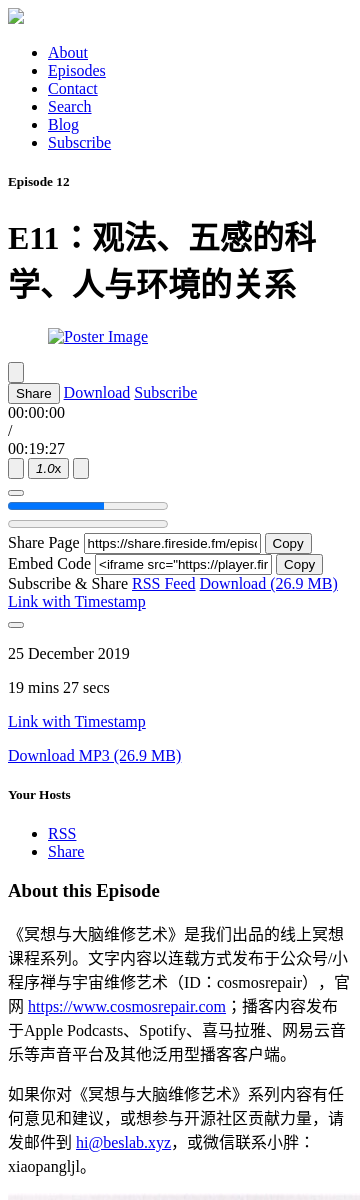 About
Episodes
Contact
Search
Blog
Subscribe
Episode 12
E11：观法、五感的科
学、人与环境的关系
Poster Image
Share Download Subscribe
00:00:00
/
00:19:27
1.0x
Share Page https://share.fireside.fm/episo Copy
Embed Code <iframe src="https://player.fir Copy
Subscribe & Share RSS Feed Download (26.9 MB)
Link with Timestamp
25 December 2019
19 mins 27 secs
Link with Timestamp
Download MP3 (26.9 MB)
Your Hosts
RSS
Share
About this Episode
《冥想与大脑维修艺术》是我们出品的线上冥想
课程系列。文字内容以连载方式发布于公众号/小
程序禅与宇宙维修艺术（ID：cosmosrepair），官
网 https://www.cosmosrepair.com；播客内容发布
于Apple Podcasts、Spotify、喜马拉雅、网易云音
乐等声音平台及其他泛用型播客客户端。
如果你对《冥想与大脑维修艺术》系列内容有任
何意见和建议，或想参与开源社区贡献力量，请
发邮件到 hi@beslab.xyz，或微信联系小胖：
xiaopangljl。